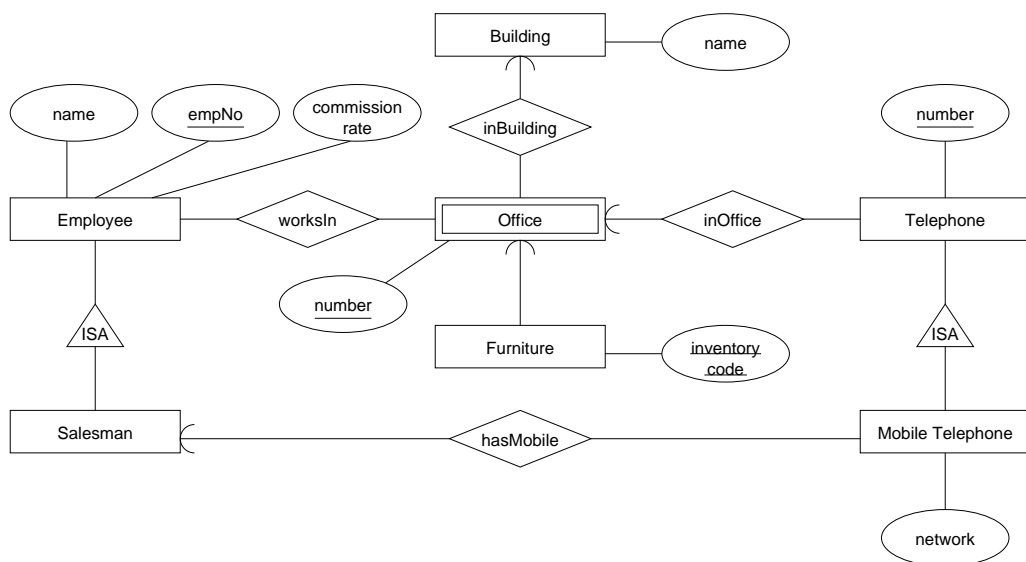 Building
name
name
empNo
commission
rate
inBuilding
number
Employee
worksIn
Office
inOffice
Telephone
number
ISA
Furniture
inventory
code
ISA
Salesman
hasMobile
Mobile Telephone
network